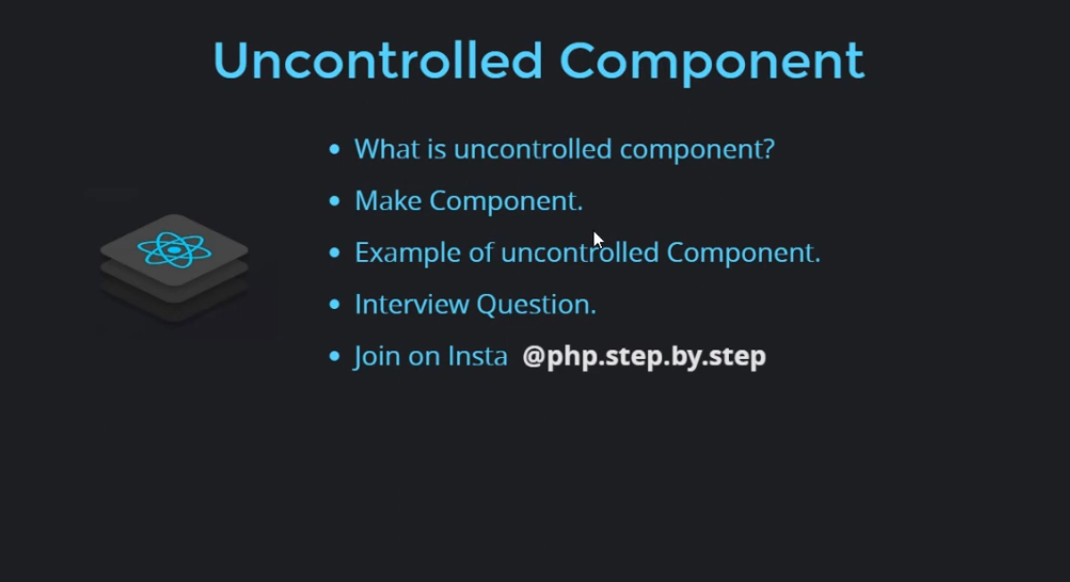 Uncontrolled Component
What is uncontrolled component?
Make Component.
Example of uncontrolled Component.
Interview Question.
Join on Insta @php.step.by.step